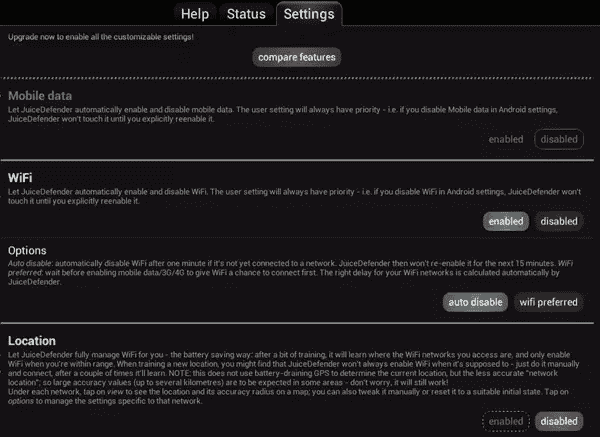 Help Status Settings
Upgrade now to enable all the customizable settings!
compare features
Mobile data
Let JuiceDefender automatically enable and disable mobile data. The user setting will always have priority - i.e. if you disable Mobile data in Android settings,
JuiceDefender won't touch it until you explicitly reenable it.
enabled disabled
WiFi
Let JuiceDefender automatically enable and disable WiFi. The user setting will always have priority - i.e. if you disable WiFi in Android settings, JuiceDefender won't
touch it until you explicitly reenable it.
enabled disabled
Options
Auto disable: automatically disable WiFi after one minute if it's not yet connected to a network. JuiceDefender then won't re-enable it for the next 15 minutes. WiFi
preferred: wait before enabling mobile data/3G/4G to give WiFi a chance to connect first. The right delay for your WiFi networks is calculated automatically by
JuiceDefender.
auto disable wifi preferred
Location
Let JuiceDefender fully manage WiFi for you - the battery saving way: after a bit of training, it will learn where the WiFi networks you access are, and only enable
WiFi when you're within range. When training a new location, you might find that JuiceDefender won't always enable WiFi when it's supposed to - just do it manually
and connect, after a couple of times it'll learn. NOTE: this does not use battery-draining GPS to determine the current location, but the less accurate "network
location"; so large accuracy values (up to several kilometres) are to be expected in some areas - don't worry, it will still work!
Under each network, tap on view to see the location and its accuracy radius on a map; you can also tweak it manually or reset it to a suitable initial state. Tap on
options to manage the settings specific to that network.
enabled disabled